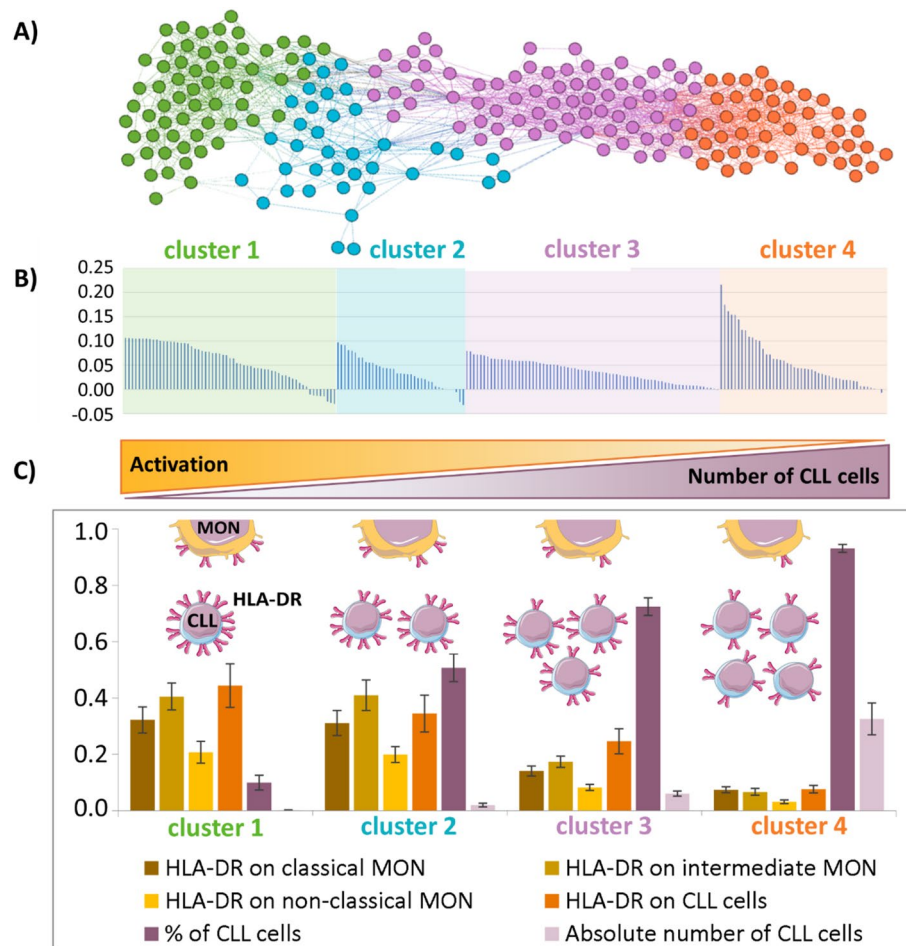 A)
cluster 1 cluster 2 cluster 3 cluster 4
B)
0.25
0.20
0.15
0.10
0.05
0.00
-0.05
Activation
Number of CLL cells
C)
1.0
0.8
0.6
0.4
0.2
0.0
MON
CLL
HLA-DR
cluster 1 cluster 2 cluster 3 cluster 4
HLA-DR on classical MON
HLA-DR on intermediate MON
HLA-DR on non-classical MON
HLA-DR on CLL cells
% of CLL cells
Absolute number of CLL cells